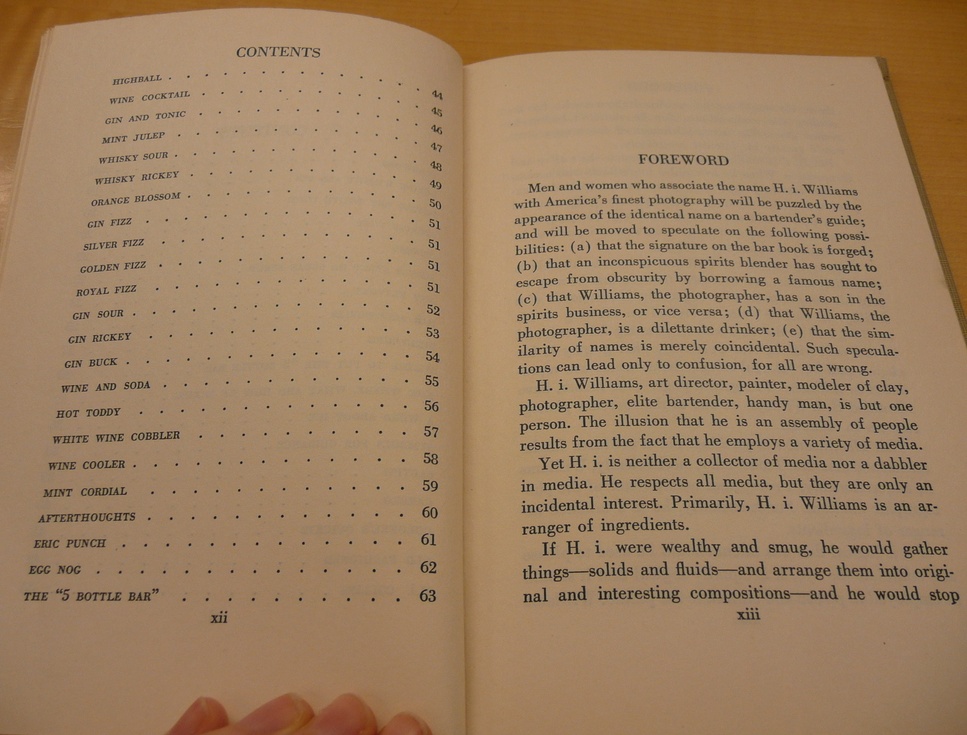 CONTENTS
HIGHBALL . . . . . . . . . . . . 44
WINE COCKTAIL . . . . . . . . . . . 45
GIN AND TONIC . . . . . . . . . . . 46
MINT JULEP . . . . . . . . . . . . 47
WHISKY SOUR . . . . . . . . . . . . 48
WHISKY RICKEY . . . . . . . . . . . 49
ORANGE BLOSSOM . . . . . . . . . . . 50
GIN FIZZ . . . . . . . . . . . . . 51
SILVER FIZZ . . . . . . . . . . . . 51
GOLDEN FIZZ . . . . . . . . . . . . 51
ROYAL FIZZ . . . . . . . . . . . . 51
GIN SOUR . . . . . . . . . . . . . 52
GIN RICKEY . . . . . . . . . . . . 53
GIN BUCK . . . . . . . . . . . . . 54
WINE AND SODA . . . . . . . . . . . 55
HOT TODDY . . . . . . . . . . . . 56
WHITE WINE COBBLER . . . . . . . . . 57
WINE COOLER . . . . . . . . . . . . 58
MINT CORDIAL . . . . . . . . . . . 59
AFTERTHOUGHTS . . . . . . . . . . . 60
ERIC PUNCH . . . . . . . . . . . . 61
EGG NOG . . . . . . . . . . . . . 62
THE "5 BOTTLE BAR" . . . . . . . . . 63
xii
FOREWORD
Men and women who associate the name H. i. Williams
with America's finest photography will be puzzled by the
appearance of the identical name on a bartender's guide;
and will be moved to speculate on the following possi-
bilities: (a) that the signature on the bar book is forged;
(b) that an inconspicuous spirits blender has sought to
escape from obscurity by borrowing a famous name;
(c) that Williams, the photographer, has a son in the
spirits business, or vice versa; (d) that Williams, the
photographer, is a dilettante drinker; (e) that the sim-
ilarity of names is merely coincidental. Such specula-
tions can lead only to confusion, for all are wrong.
H. i. Williams, art director, painter, modeler of clay,
photographer, elite bartender, handy man, is but one
person. The illusion that he is an assembly of people
results from the fact that he employs a variety of media.
Yet H. i. is neither a collector of media nor a dabbler
in media. He respects all media, but they are only an
incidental interest. Primarily, H. i. Williams is an ar-
ranger of ingredients.
If H. i. were wealthy and smug, he would gather
things—solids and fluids—and arrange them into origi-
nal and interesting compositions—and he would stop
xiii